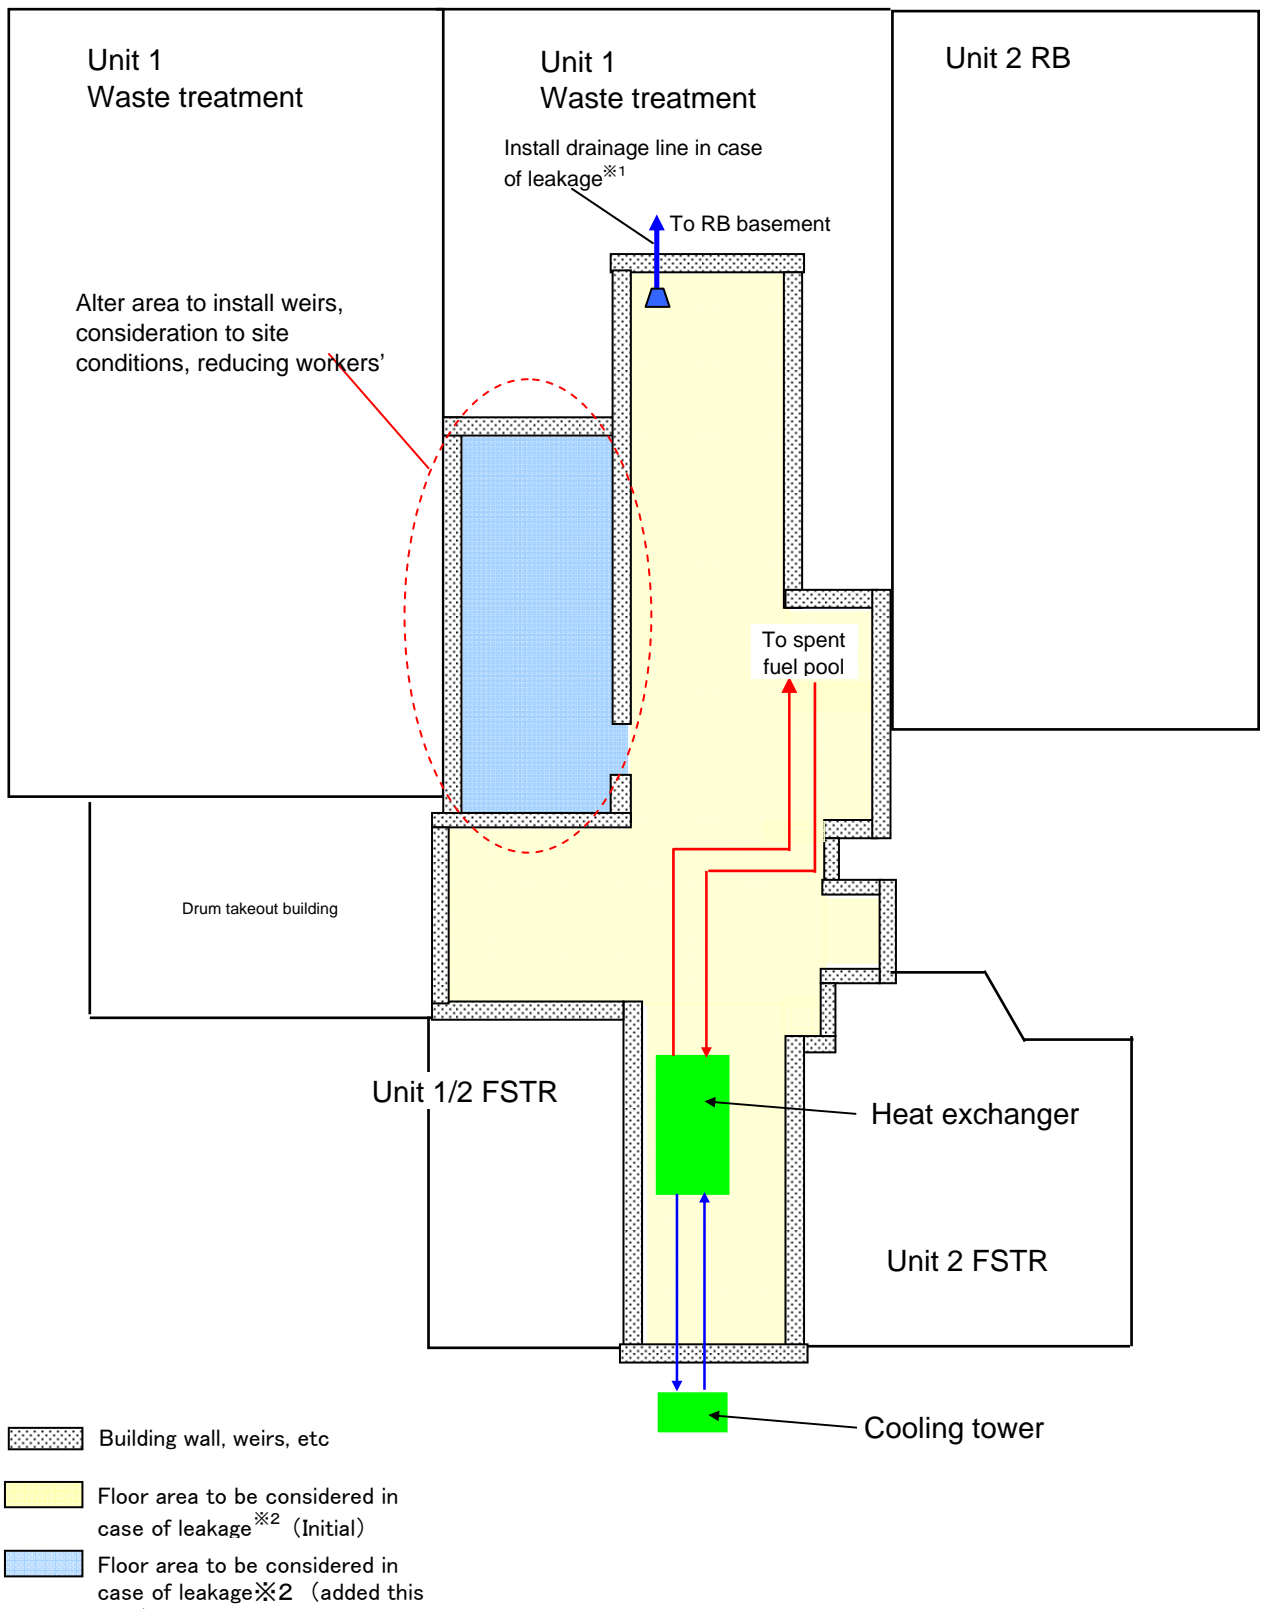 Unit 1
Waste treatment
Unit 1
Waste treatment
Unit 2 RB
Install drainage line in case
of leakage※1
To RB basement
Alter area to install weirs,
consideration to site
conditions, reducing workers’
To spent
fuel pool
Drum takeout building
Unit 1/2 FSTR
Heat exchanger
Unit 2 FSTR
Cooling tower
Building wall, weirs, etc
Floor area to be considered in
case of leakage※2 （Initial）
Floor area to be considered in
case of leakage※2 （added this